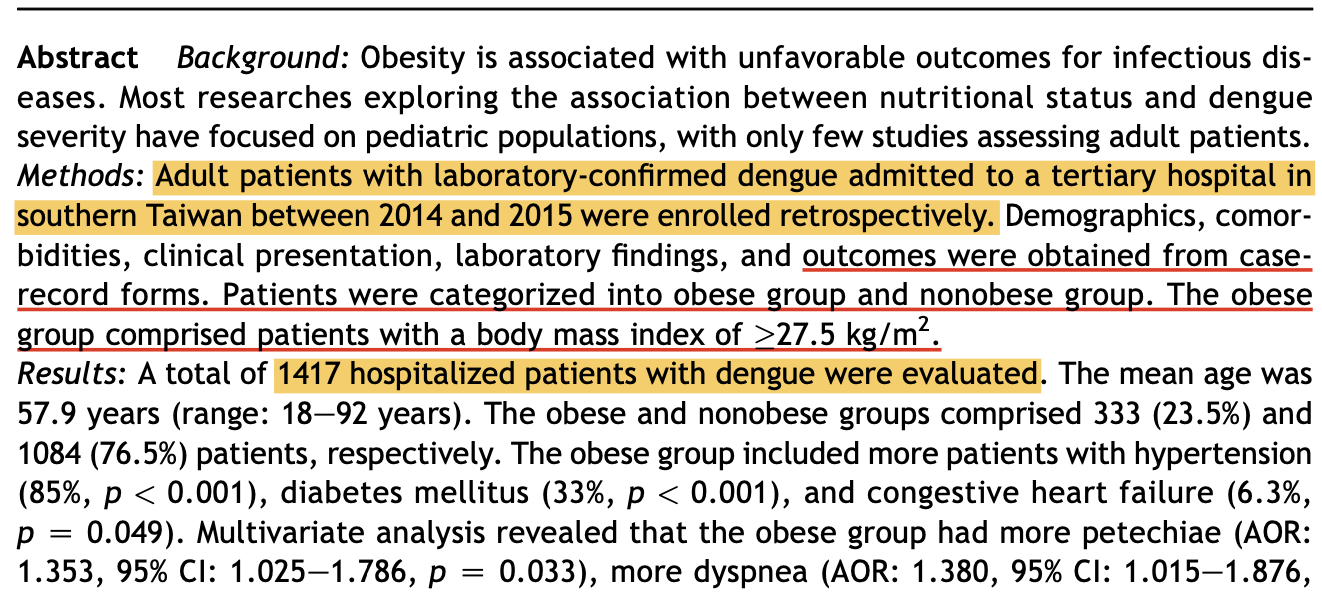 Abstract Background: Obesity is associated with unfavorable outcomes for infectious dis-
eases. Most researches exploring the association between nutritional status and dengue
severity have focused on pediatric populations, with only few studies assessing adult patients.
Methods: Adult patients with laboratory-confirmed dengue admitted to a tertiary hospital in
southern Taiwan between 2014 and 2015 were enrolled retrospectively. Demographics, comor-
bidities, clinical presentation, laboratory findings, and outcomes were obtained from case-
record forms. Patients were categorized into obese group and nonobese group. The obese
group comprised patients with a body mass index of ≥27.5 kg/m².
Results: A total of 1417 hospitalized patients with dengue were evaluated. The mean age was
57.9 years (range: 18–92 years). The obese and nonobese groups comprised 333 (23.5%) and
1084 (76.5%) patients, respectively. The obese group included more patients with hypertension
(85%, p < 0.001), diabetes mellitus (33%, p < 0.001), and congestive heart failure (6.3%,
p = 0.049). Multivariate analysis revealed that the obese group had more petechiae (AOR:
1.353, 95% CI: 1.025–1.786, p = 0.033), more dyspnea (AOR: 1.380, 95% CI: 1.015–1.876,